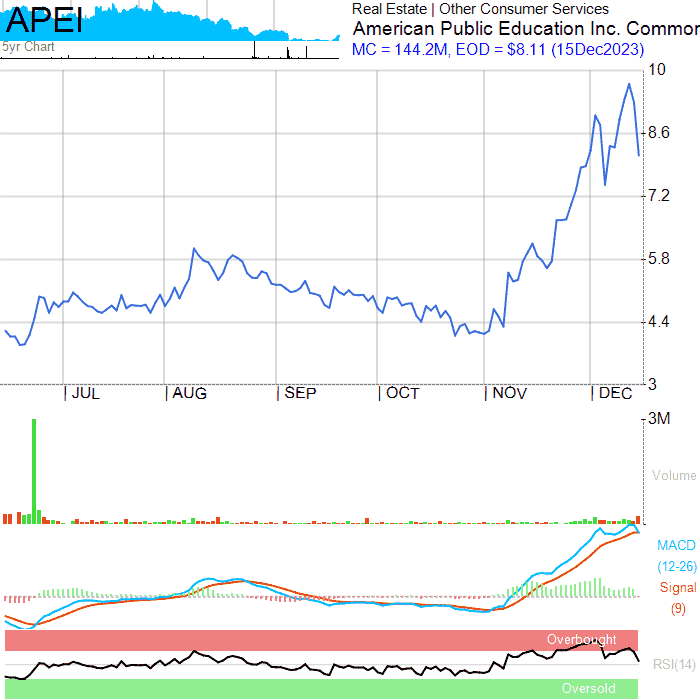 APEI
5yr Chart
Real Estate | Other Consumer Services
American Public Education Inc. Common
MC = 144.2M, EOD = $8.11 (15Dec2023)
10
8.6
7.2
5.8
4.4
3
JUL AUG SEP OCT NOV DEC
3M
Volume
MACD
(12-26)
Signal
(9)
Overbought
RSI(14)
Oversold